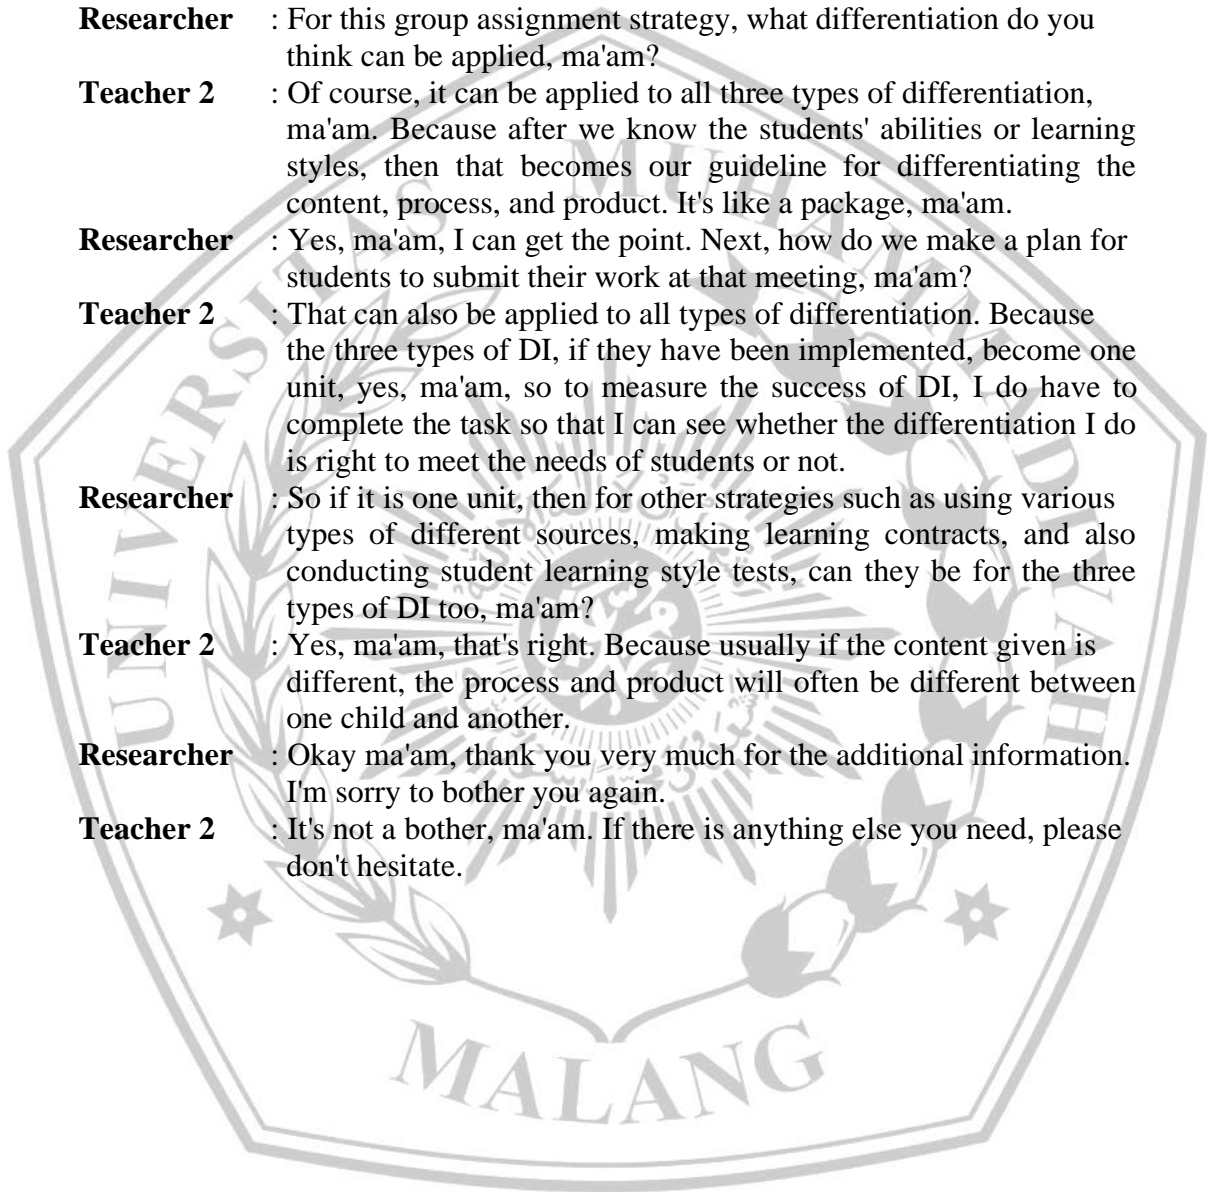 Researcher : For this group assignment strategy, what differentiation do you
think can be applied, ma'am?
Teacher 2 : Of course, it can be applied to all three types of differentiation,
ma'am. Because after we know the students' abilities or learning
styles, then that becomes our guideline for differentiating the
content, process, and product. It's like a package, ma'am.
Researcher : Yes, ma'am, I can get the point. Next, how do we make a plan for
students to submit their work at that meeting, ma'am?
Teacher 2 : That can also be applied to all types of differentiation. Because
the three types of DI, if they have been implemented, become one
unit, yes, ma'am, so to measure the success of DI, I do have to
complete the task so that I can see whether the differentiation I do
is right to meet the needs of students or not.
Researcher : So if it is one unit, then for other strategies such as using various
types of different sources, making learning contracts, and also
conducting student learning style tests, can they be for the three
types of DI too, ma'am?
Teacher 2 : Yes, ma'am, that's right. Because usually if the content given is
different, the process and product will often be different between
one child and another.
Researcher : Okay ma'am, thank you very much for the additional information.
I'm sorry to bother you again.
Teacher 2 : It's not a bother, ma'am. If there is anything else you need, please
don't hesitate.
UNIVERSITAS MUHAMMADIYAH
MALANG